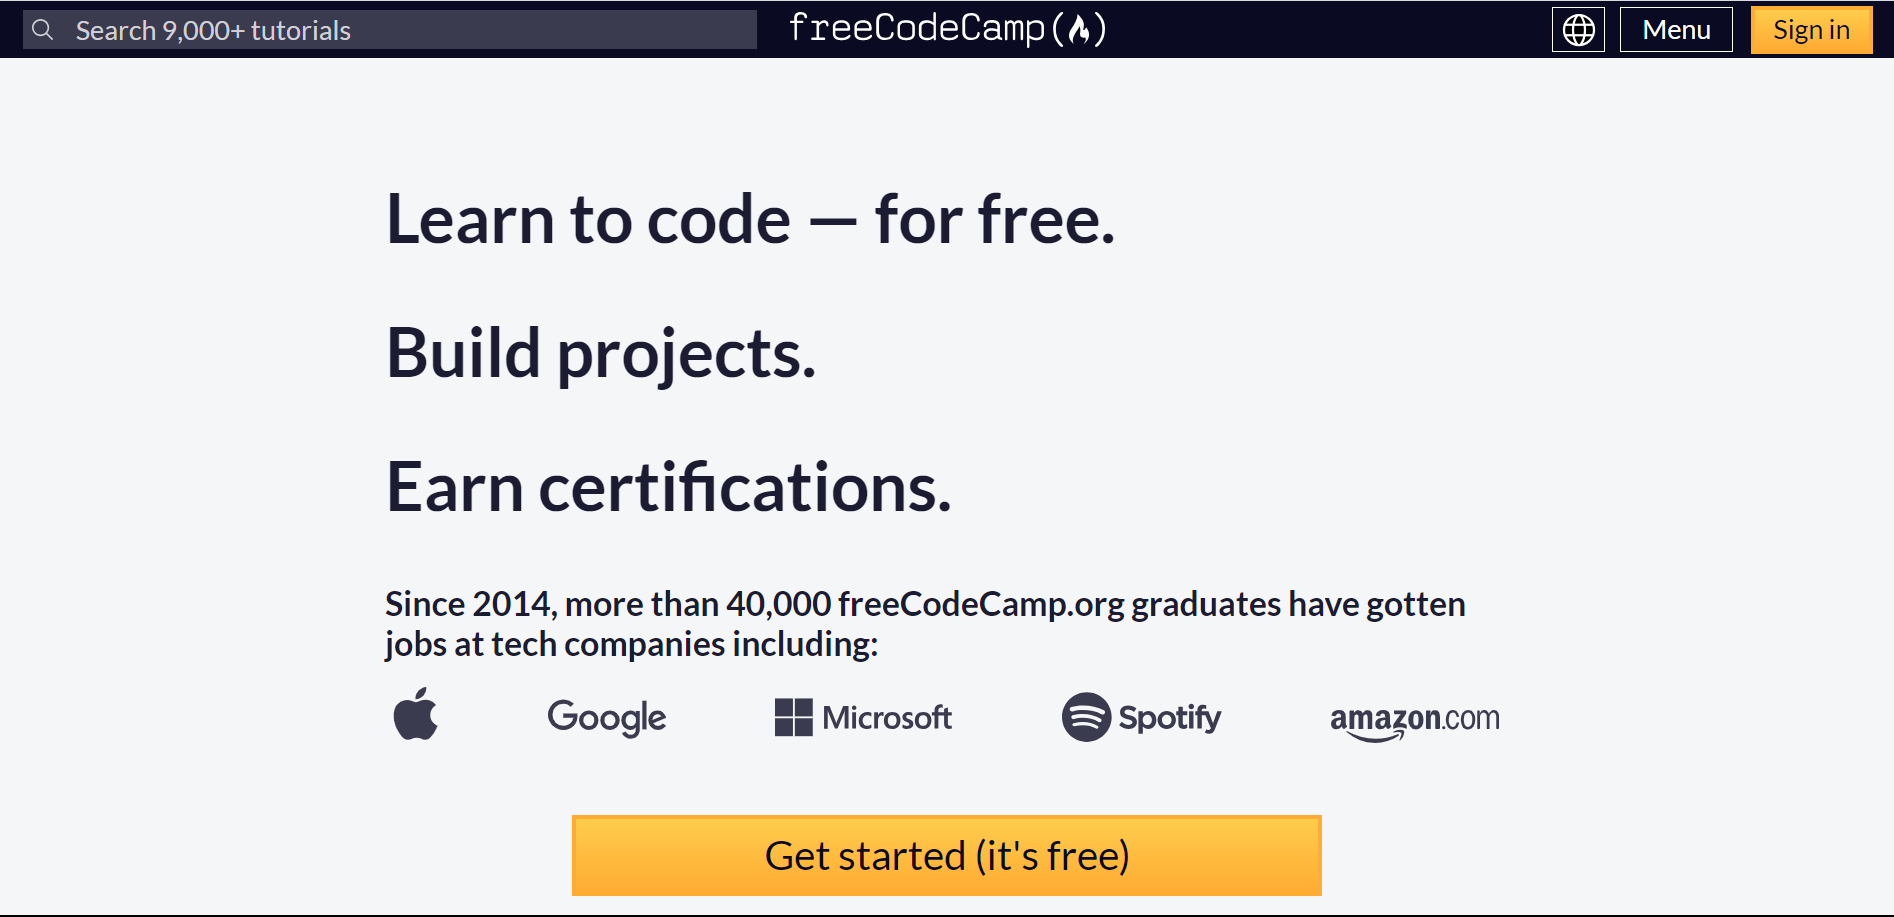 Search 9,000+ tutorials
freeCodeCamp(🔥)
Menu
Sign in
Learn to code — for free.
Build projects.
Earn certifications.
Since 2014, more than 40,000 freeCodeCamp.org graduates have gotten
jobs at tech companies including:
Google
Microsoft
Spotify
amazon.com
Get started (it's free)